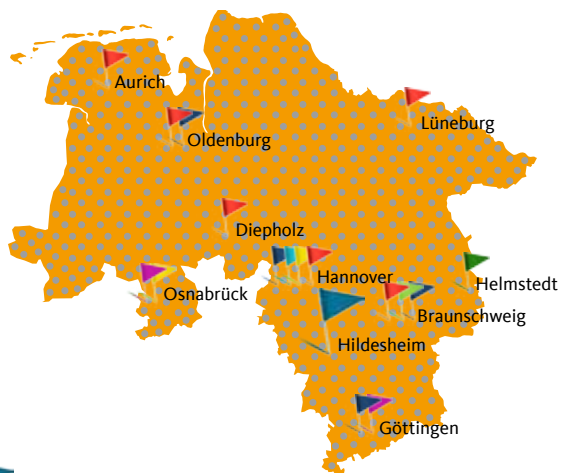 Aurich
Lüneburg
Oldenburg
Diepholz
Hannover
Helmstedt
Osnabrück
Braunschweig
Hildesheim
Göttingen